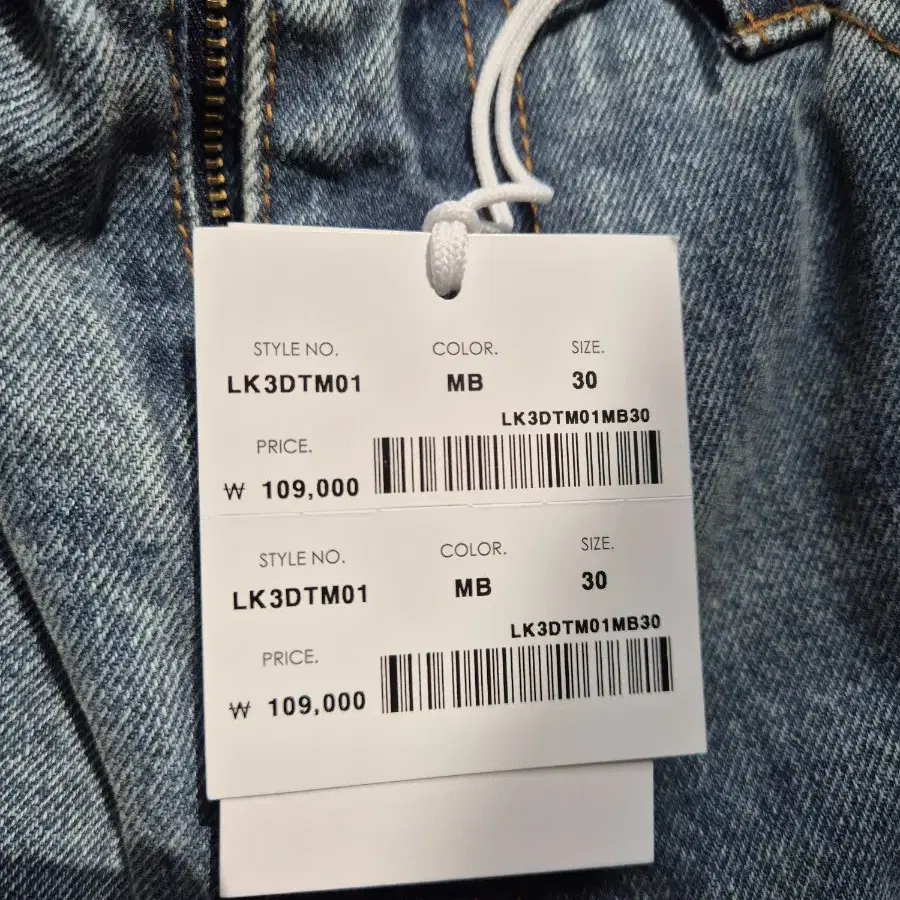 STYLE NO. COLOR. SIZE.
LK3DTM01 MB 30
LK3DTM01MB30
PRICE.
₩ 109,000
STYLE NO. COLOR. SIZE.
LK3DTM01 MB 30
LK3DTM01MB30
PRICE.
₩ 109,000